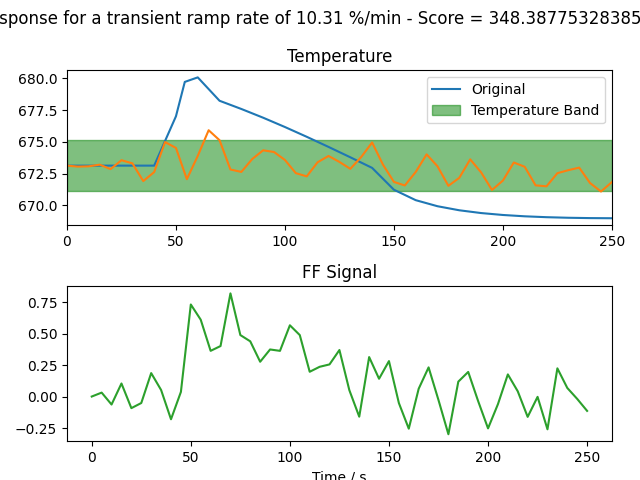 sponse for a transient ramp rate of 10.31 %/min - Score = 348.38775328385
Temperature
680.0
677.5
675.0
672.5
670.0
Original
Temperature Band
0 50 100 150 200 250
FF Signal
0.75
0.50
0.25
0.00
−0.25
0 50 100 150 200 250
Time / s